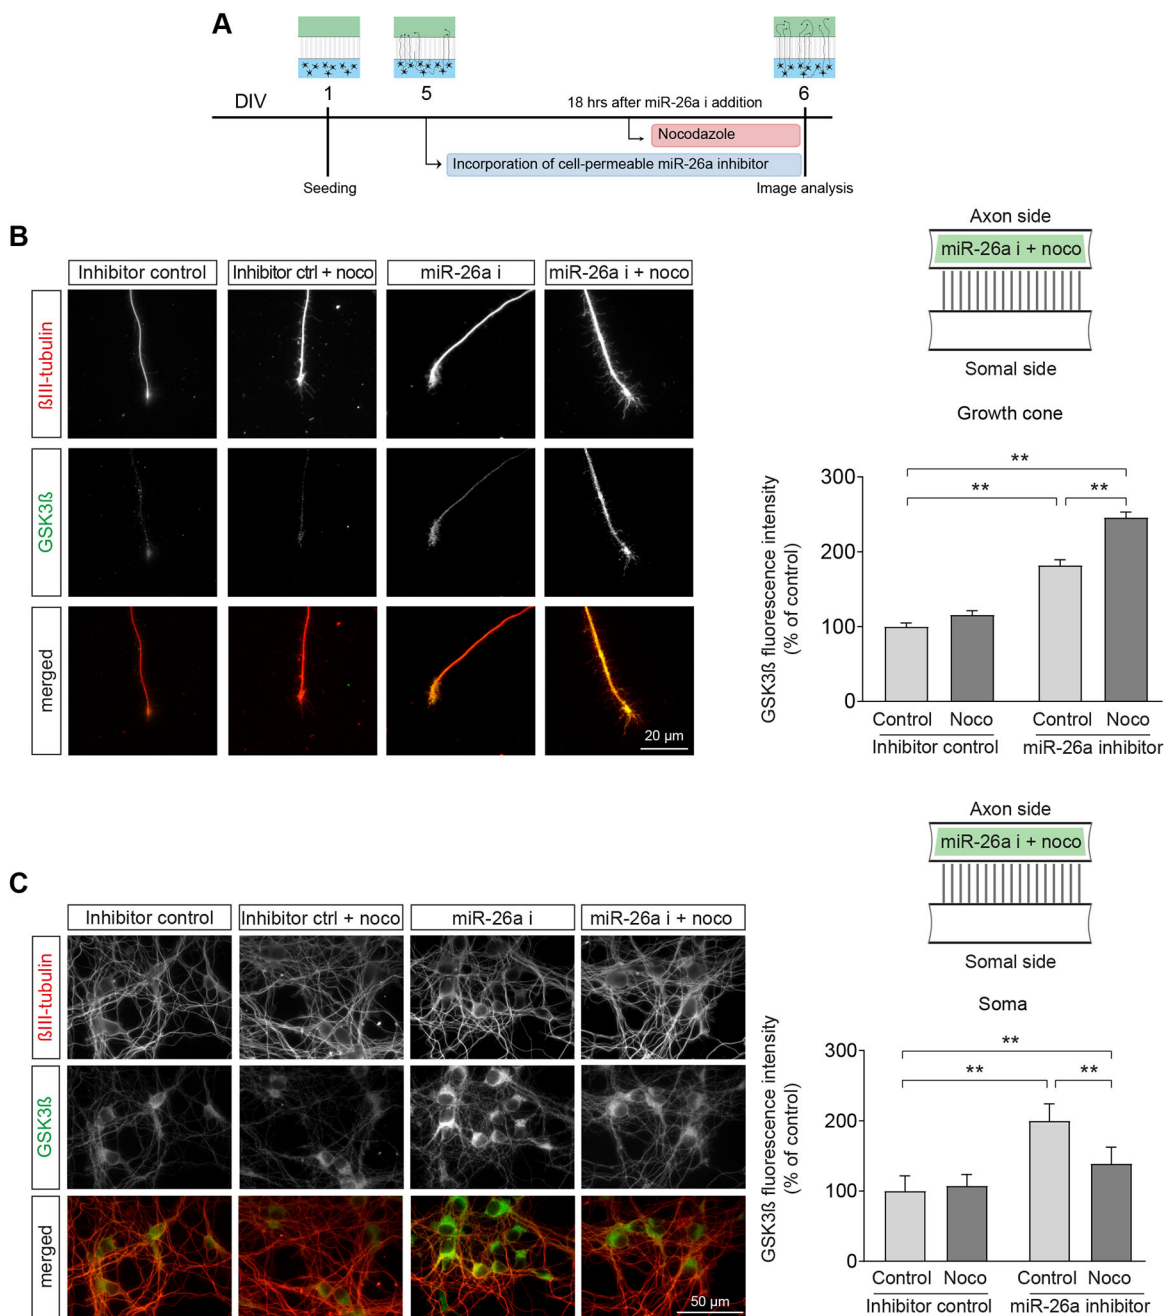 A
DIV
1
5
6
18 hrs after miR-26a i addition
Nocodazole
Incorporation of cell-permeable miR-26a inhibitor
Seeding
Image analysis
B
Inhibitor control
Inhibitor ctrl + noco
miR-26a i
miR-26a i + noco
ßIII-tubulin
GSK3ß
merged
20 µm
Axon side
miR-26a i + noco
Somal side
Growth cone
GSK3ß fluorescence intensity
(% of control)
300
200
100
0
**
**
**
Control
Noco
Control
Noco
Inhibitor control
miR-26a inhibitor
C
Inhibitor control
Inhibitor ctrl + noco
miR-26a i
miR-26a i + noco
ßIII-tubulin
GSK3ß
merged
50 µm
Axon side
miR-26a i + noco
Somal side
Soma
GSK3ß fluorescence intensity
(% of control)
300
200
100
0
**
**
**
Control
Noco
Control
Noco
Inhibitor control
miR-26a inhibitor